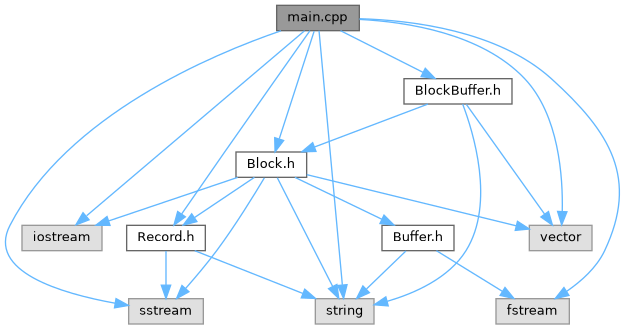 main.cpp
BlockBuffer.h
Block.h
iostream
Record.h
Buffer.h
vector
sstream
string
fstream